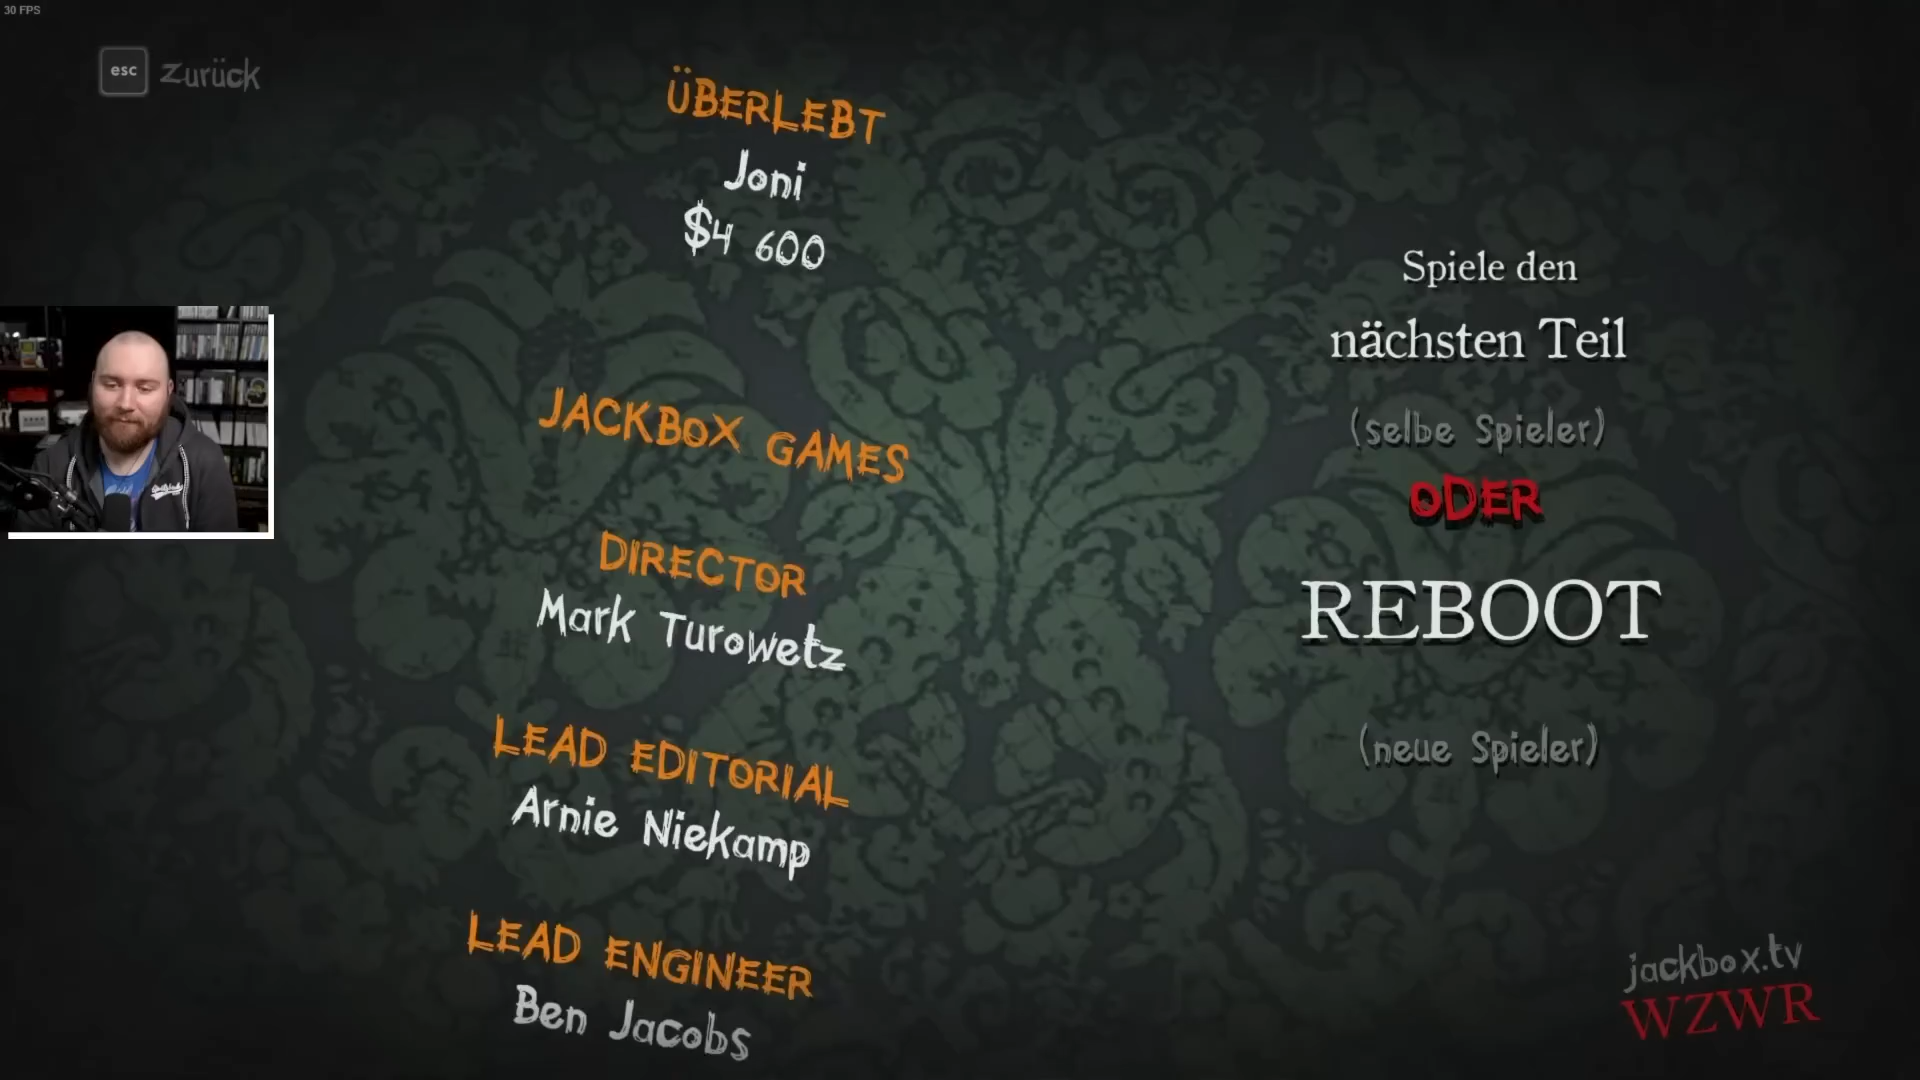 30 FPS
esc Zurück
ÜBERLEBT
Joni
$4 600
JACKBOX GAMES
DIRECTOR
Mark Turowetz
LEAD EDITORIAL
Arnie Niekamp
LEAD ENGINEER
Ben Jacobs
Spiele den
nächsten Teil
(selbe Spieler)
ODER
REBOOT
(neue Spieler)
jackbox.tv
WZWR